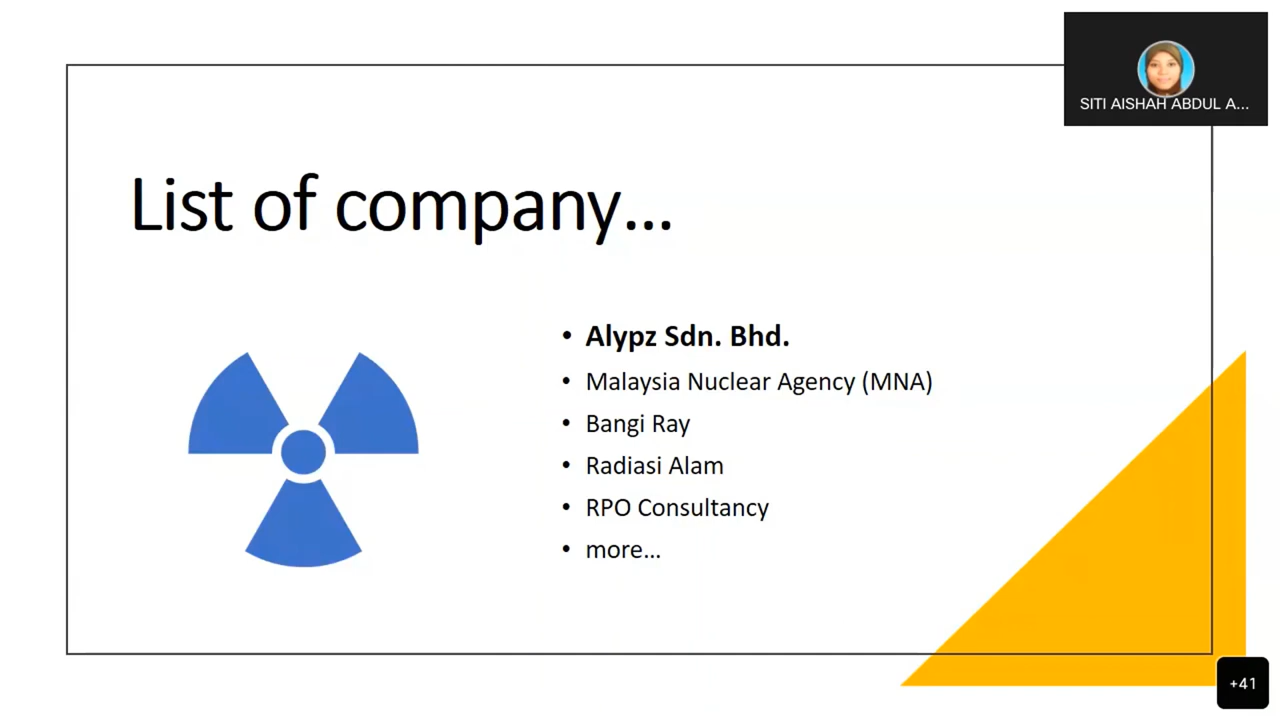 SITI AISHAH ABDUL A...
List of company...
• Alypz Sdn. Bhd.
• Malaysia Nuclear Agency (MNA)
• Bangi Ray
• Radiasi Alam
• RPO Consultancy
• more...
+41